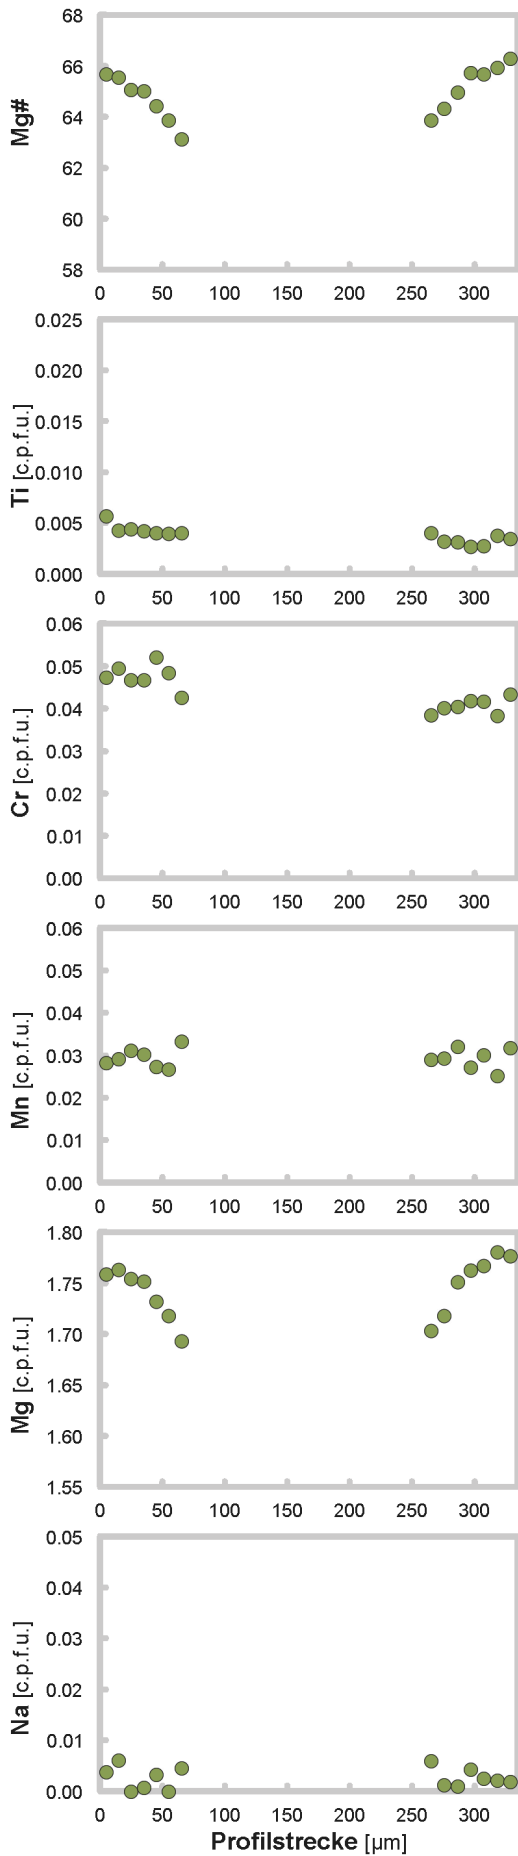 Mg#
68
66
64
62
60
58
0 50 100 150 200 250 300
Ti [c.p.f.u.]
0.025
0.020
0.015
0.010
0.005
0.000
0 50 100 150 200 250 300
Cr [c.p.f.u.]
0.06
0.05
0.04
0.03
0.02
0.01
0.00
0 50 100 150 200 250 300
Mn [c.p.f.u.]
0.06
0.05
0.04
0.03
0.02
0.01
0.00
0 50 100 150 200 250 300
Mg [c.p.f.u.]
1.80
1.75
1.70
1.65
1.60
1.55
0 50 100 150 200 250 300
Na [c.p.f.u.]
0.05
0.04
0.03
0.02
0.01
0.00
0 50 100 150 200 250 300
Profilstrecke [µm]